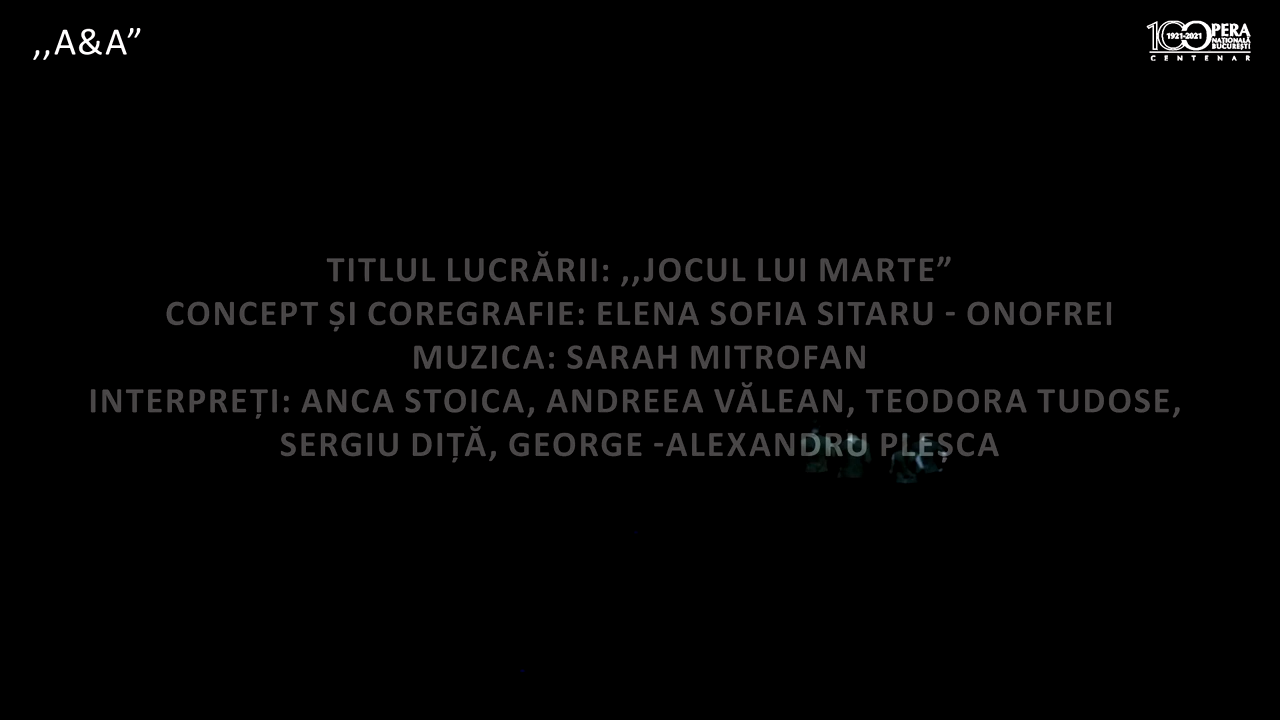 ,,A&A”
100 OPERA
1921-2021 NAȚIONALĂ
BUCUREȘTI
CENTENAR
TITLUL LUCRĂRII: ,,JOCUL LUI MARTE”
CONCEPT ȘI COREGRAFIE: ELENA SOFIA SITARU - ONOFREI
MUZICA: SARAH MITROFAN
INTERPREȚI: ANCA STOICA, ANDREEA VĂLEAN, TEODORA TUDOSE,
SERGIU DIȚĂ, GEORGE -ALEXANDRU PLEȘCA